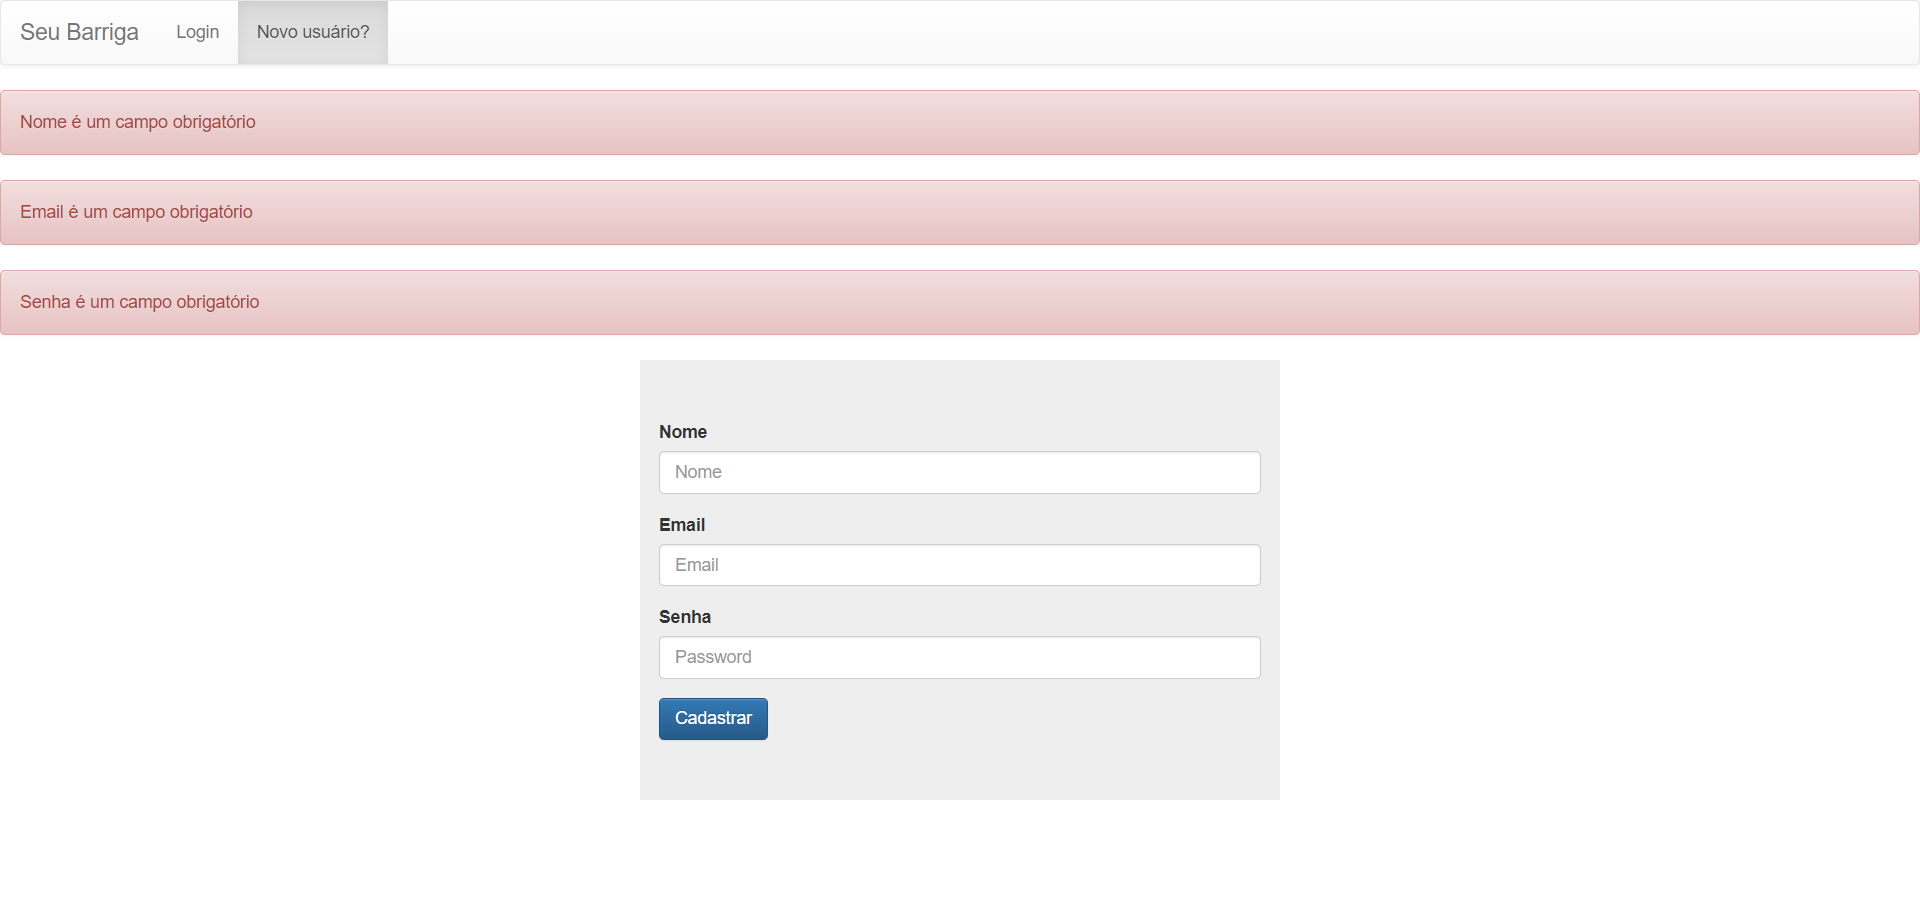 Seu Barriga Login Novo usuário?
Nome é um campo obrigatório
Email é um campo obrigatório
Senha é um campo obrigatório
Nome
Nome
Email
Email
Senha
Password
Cadastrar